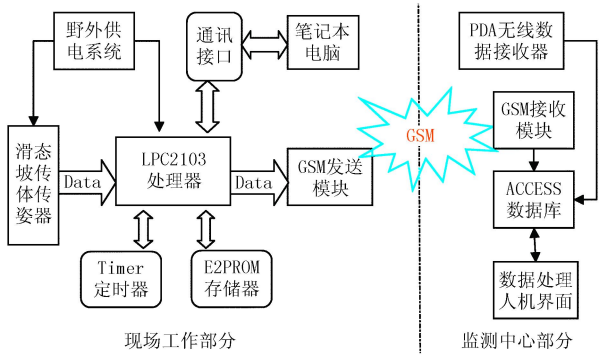 野外供
电系统
通讯
接口
笔记本
电脑
PDA无线数
据接收器
滑态
坡传
体传
姿器
Data
LPC2103
处理器
Data
GSM发送
模块
GSM
GSM接收
模块
ACCESS
数据库
Timer
定时器
E2PROM
存储器
数据处理
人机界面
现场工作部分
监测中心部分